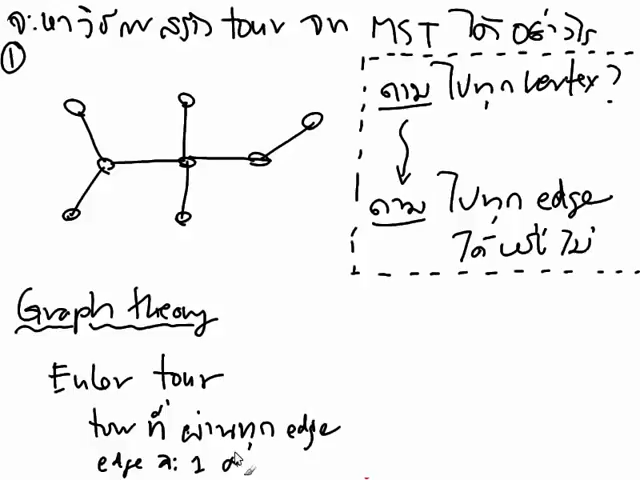 จะหาวิธีการสร้าง tour จาก MST ได้อย่างไร
①
ถาม ไปทุก vertex?
ถาม ไปทุก edge
ได้หรือไม่
Graph theory
Euler tour
tour ที่ ผ่านทุก edge
edge ละ 1